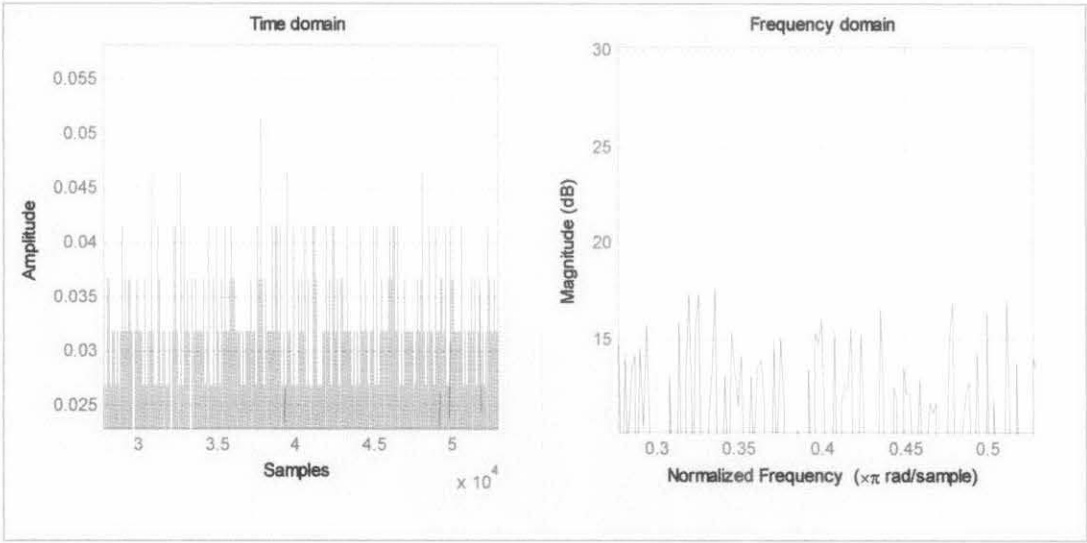 Time domain
0.055
0.05
0.045
0.04
0.035
0.03
0.025
Amplitude
3 3.5 4 4.5 5
Samples
x 10^4
Frequency domain
30
25
20
15
Magnitude (dB)
0.3 0.35 0.4 0.45 0.5
Normalized Frequency (×π rad/sample)